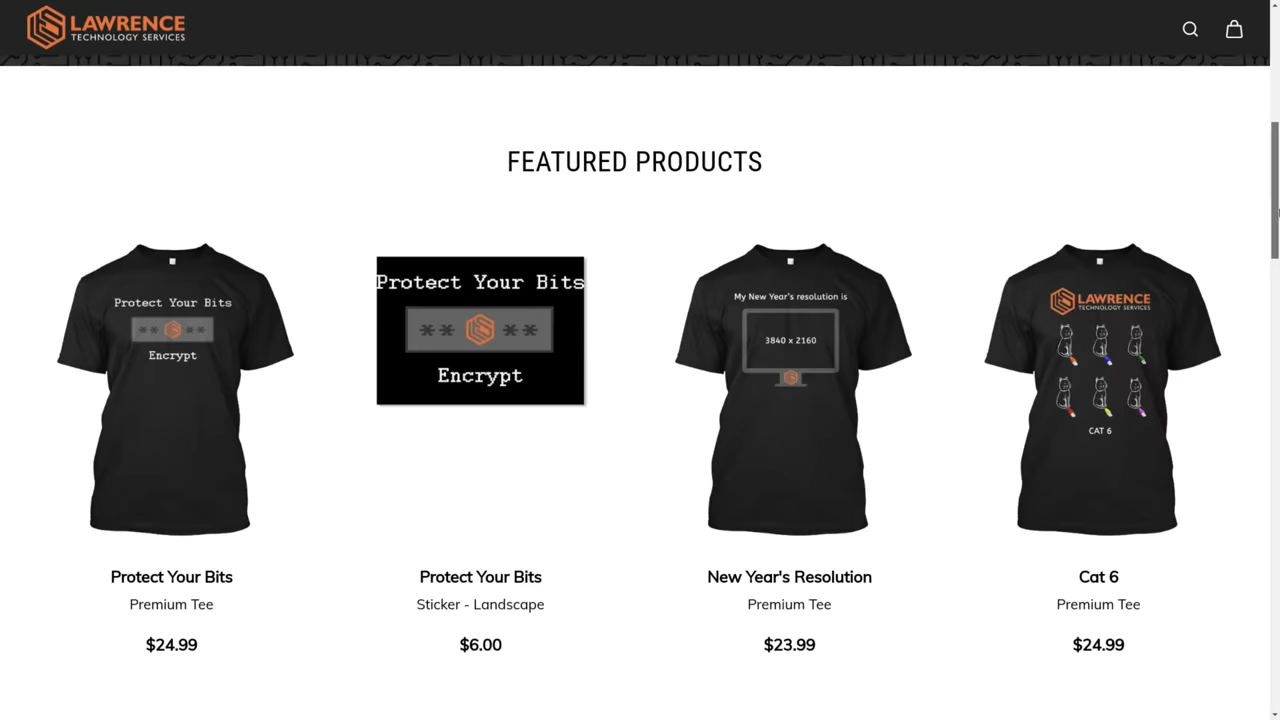 LAWRENCE
TECHNOLOGY SERVICES
FEATURED PRODUCTS
Protect Your Bits
** **
Encrypt
Protect Your Bits
** **
Encrypt
My New Year's resolution is
3840 x 2160
LAWRENCE
TECHNOLOGY SERVICES
CAT 6
Protect Your Bits
Premium Tee
$24.99
Protect Your Bits
Sticker - Landscape
$6.00
New Year's Resolution
Premium Tee
$23.99
Cat 6
Premium Tee
$24.99